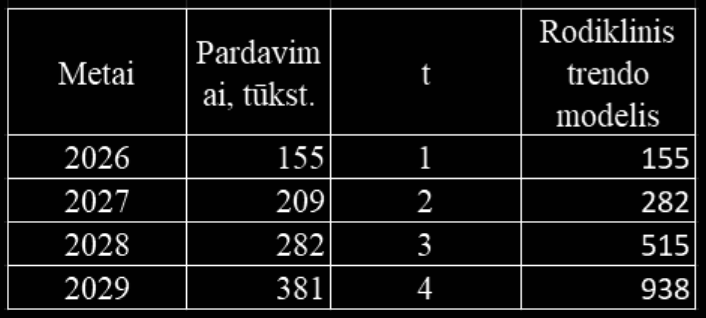 Metai Pardavim ai, tūkst. t Rodiklinis trendo modelis
2026 155 1 155
2027 209 2 282
2028 282 3 515
2029 381 4 938